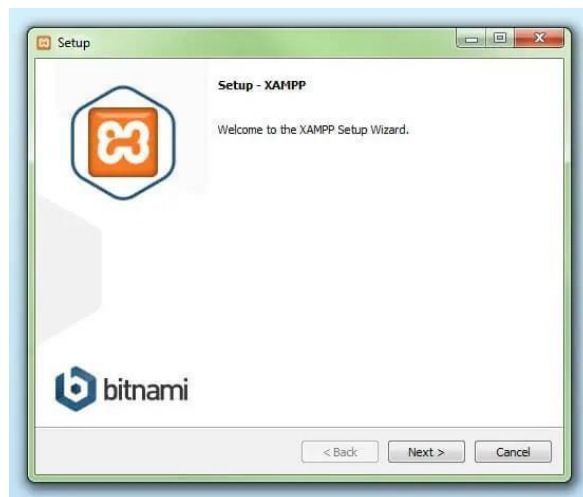 Setup
Setup - XAMPP
Welcome to the XAMPP Setup Wizard.
bitnami
< Back
Next >
Cancel